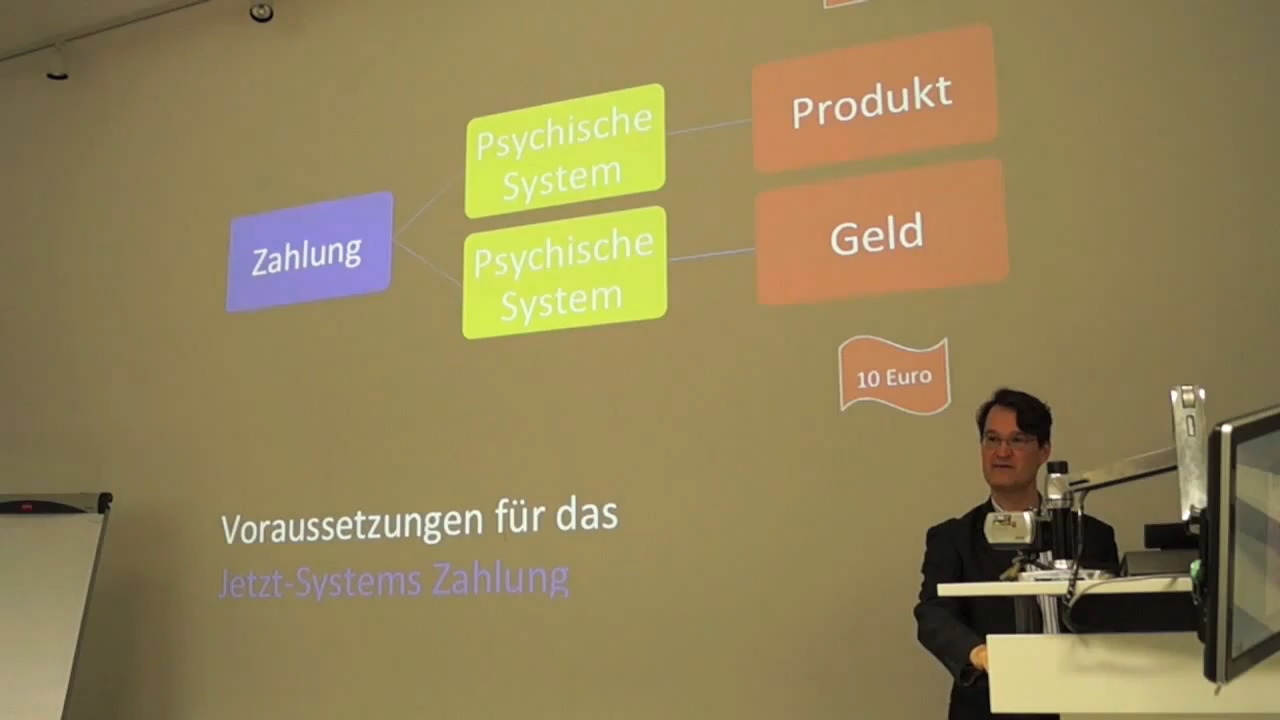 Produkt
Psychische
System
Zahlung
Geld
Psychische
System
10 Euro
Voraussetzungen für das
Jetzt-Systems Zahlung